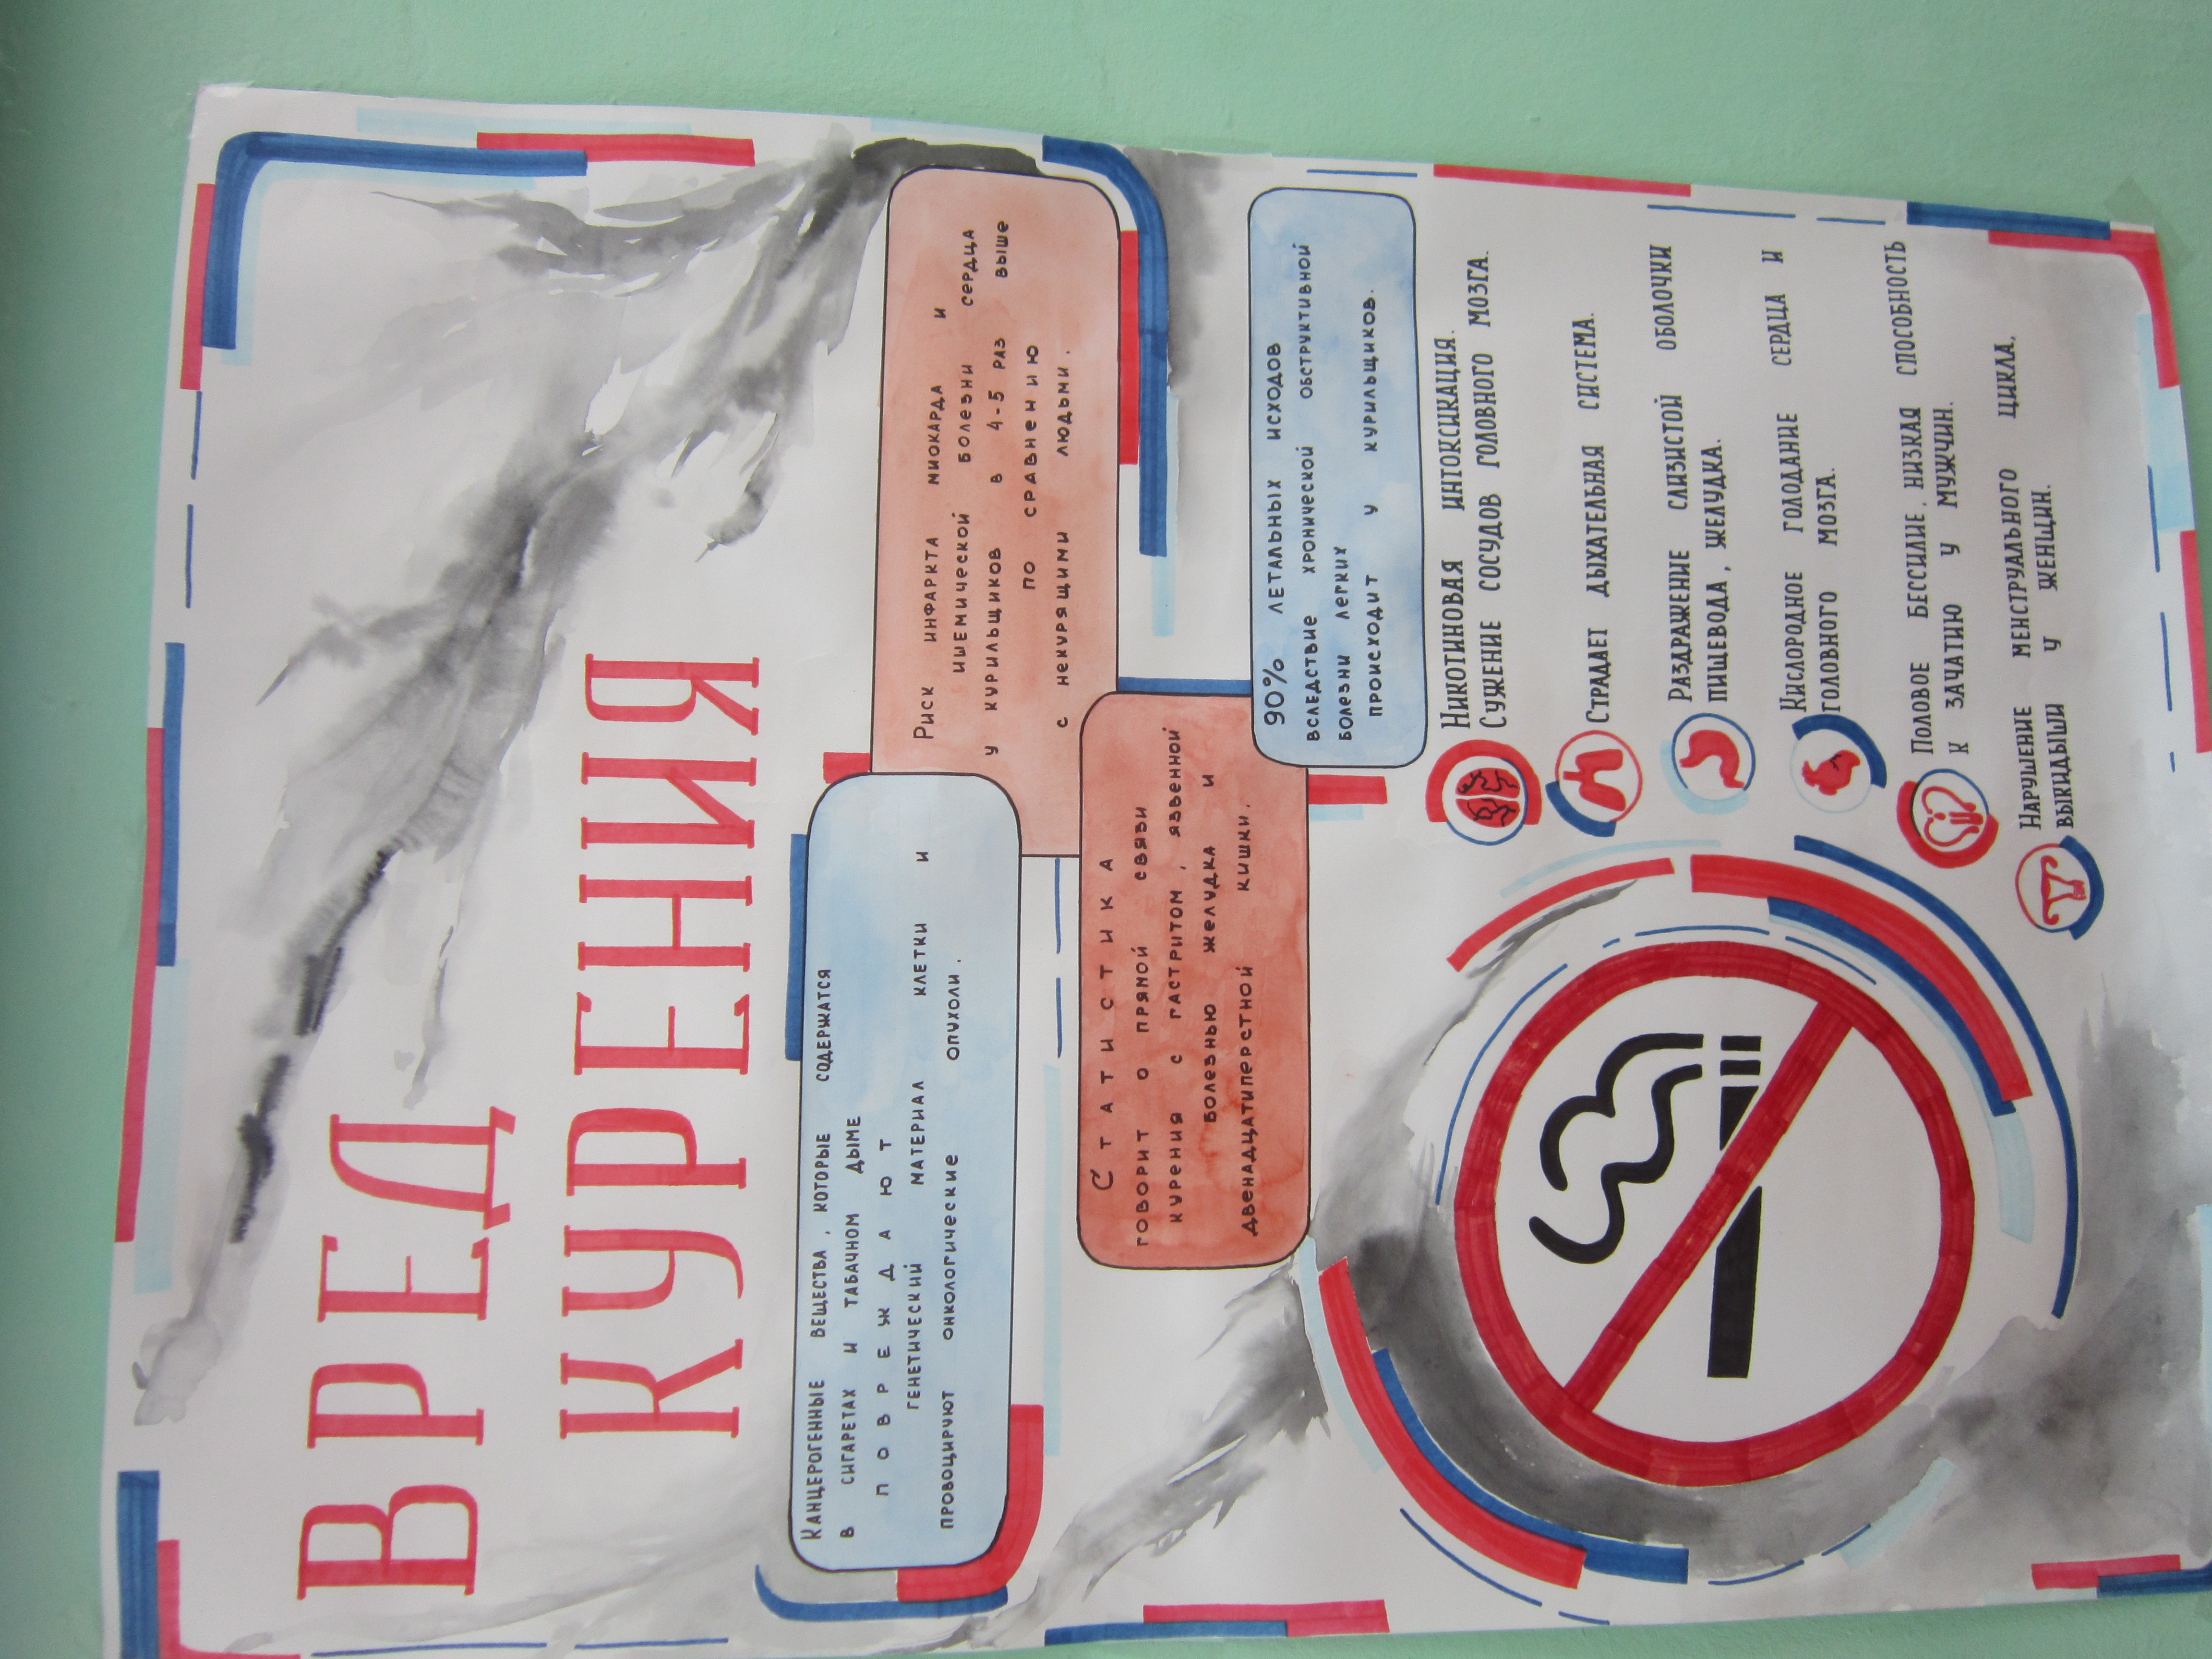 ВРЕД
КУРЕНИЯ
Канцерогенные вещества, которые содержатся
в сигаретах и табачном дыме
повреждают
генетический материал клетки и
провоцируют онкологические опухоли.
Риск инфаркта миокарда и
ишемической болезни сердца
у курильщиков в 4-5 раз выше
по сравнению
с некурящими людьми.
Статистика
говорит о прямой связи
курения с гастритом, язвенной
болезнью желудка и
двенадцатиперстной кишки.
90% летальных исходов
вследствие хронической обструктивной
болезни легких
происходит у курильщиков.
Никотиновая интоксикация.
Сужение сосудов головного мозга.
Страдает дыхательная система.
Раздражение слизистой оболочки
пищевода, желудка.
Кислородное голодание сердца и
головного мозга.
Половое бессилие, низкая способность
к зачатию у мужчин.
Нарушение менструального цикла,
выкидыши у женщин.